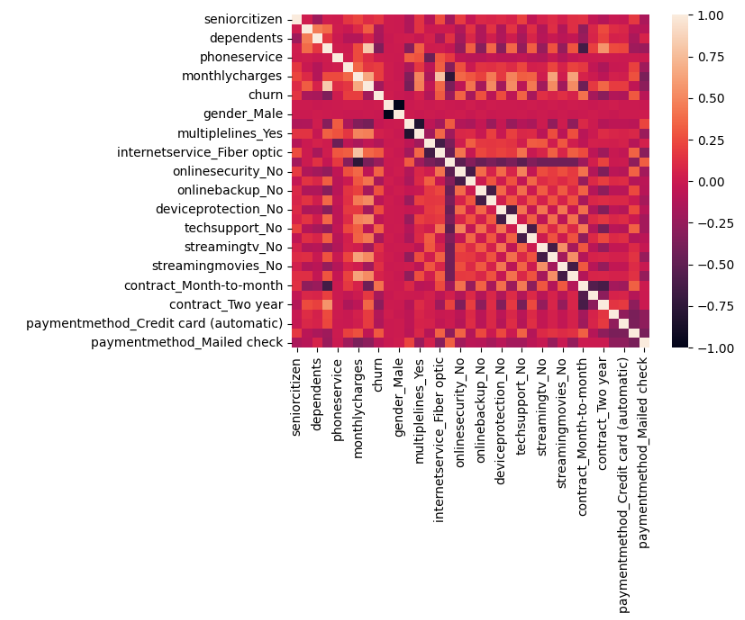 seniorcitizen
dependents
phoneservice
monthlycharges
churn
gender_Male
multiplelines_Yes
internetservice_Fiber optic
onlinesecurity_No
onlinebackup_No
deviceprotection_No
techsupport_No
streamingtv_No
streamingmovies_No
contract_Month-to-month
contract_Two year
paymentmethod_Credit card (automatic)
paymentmethod_Mailed check
seniorcitizen
dependents
phoneservice
monthlycharges
churn
gender_Male
multiplelines_Yes
internetservice_Fiber optic
onlinesecurity_No
onlinebackup_No
deviceprotection_No
techsupport_No
streamingtv_No
streamingmovies_No
contract_Month-to-month
contract_Two year
paymentmethod_Credit card (automatic)
paymentmethod_Mailed check
1.00
0.75
0.50
0.25
0.00
−0.25
−0.50
−0.75
−1.00